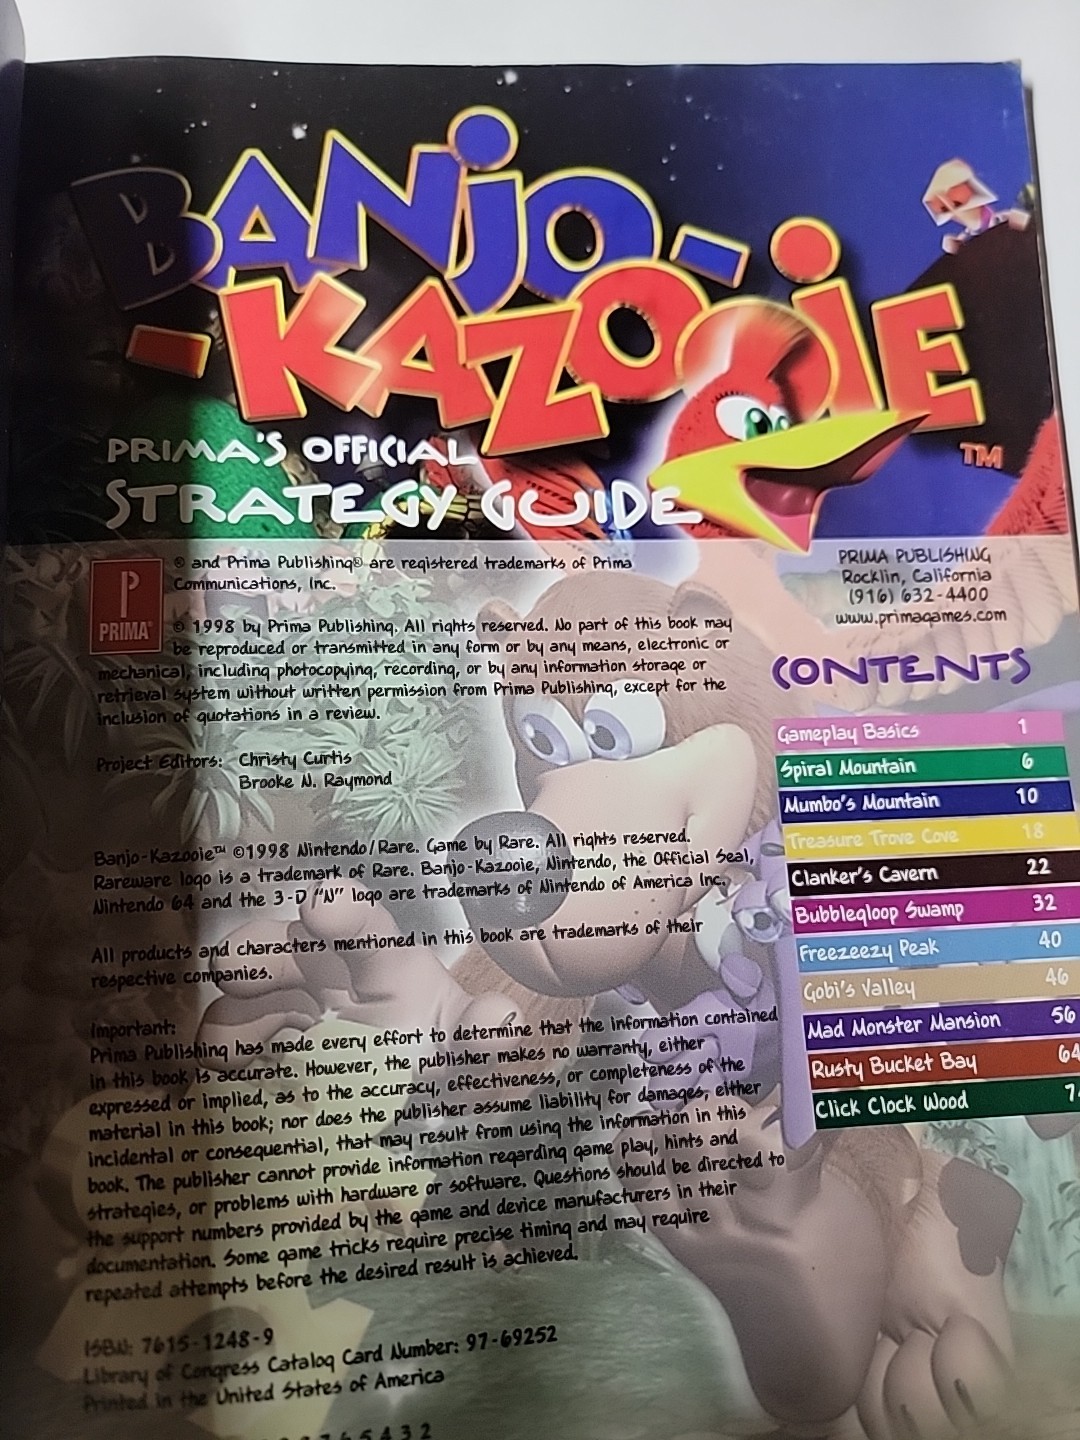 BANJO-
-KAZOOIE
™
PRIMA'S OFFICIAL
STRATEGY GUIDE
P
PRIMA®
® and Prima Publishing® are registered trademarks of Prima
Communications, Inc.
© 1998 by Prima Publishing. All rights reserved. No part of this book may
be reproduced or transmitted in any form or by any means, electronic or
mechanical, including photocopying, recording, or by any information storage or
retrieval system without written permission from Prima Publishing, except for the
inclusion of quotations in a review.
Project Editors: Christy Curtis
Brooke N. Raymond
Banjo-Kazooie™ ©1998 Nintendo/Rare. Game by Rare. All rights reserved.
Rareware logo is a trademark of Rare. Banjo-Kazooie, Nintendo, the Official Seal,
Nintendo 64 and the 3-D "N" logo are trademarks of Nintendo of America Inc.
All products and characters mentioned in this book are trademarks of their
respective companies.
Important:
Prima Publishing has made every effort to determine that the information contained
in this book is accurate. However, the publisher makes no warranty, either
expressed or implied, as to the accuracy, effectiveness, or completeness of the
material in this book; nor does the publisher assume liability for damages, either
incidental or consequential, that may result from using the information in this
book. The publisher cannot provide information regarding game play, hints and
strategies, or problems with hardware or software. Questions should be directed to
the support numbers provided by the game and device manufacturers in their
documentation. Some game tricks require precise timing and may require
repeated attempts before the desired result is achieved.
ISBN: 7615-1248-9
Library of Congress Catalog Card Number: 97-69252
Printed in the United States of America
7 6 5 4 3 2
PRIMA PUBLISHING
Rocklin, California
(916) 632-4400
www.primagames.com
CONTENTS
Gameplay Basics 1
Spiral Mountain 6
Mumbo's Mountain 10
Treasure Trove Cove 18
Clanker's Cavern 22
Bubblegloop Swamp 32
Freezeezy Peak 40
Gobi's Valley 46
Mad Monster Mansion 56
Rusty Bucket Bay 64
Click Clock Wood 7